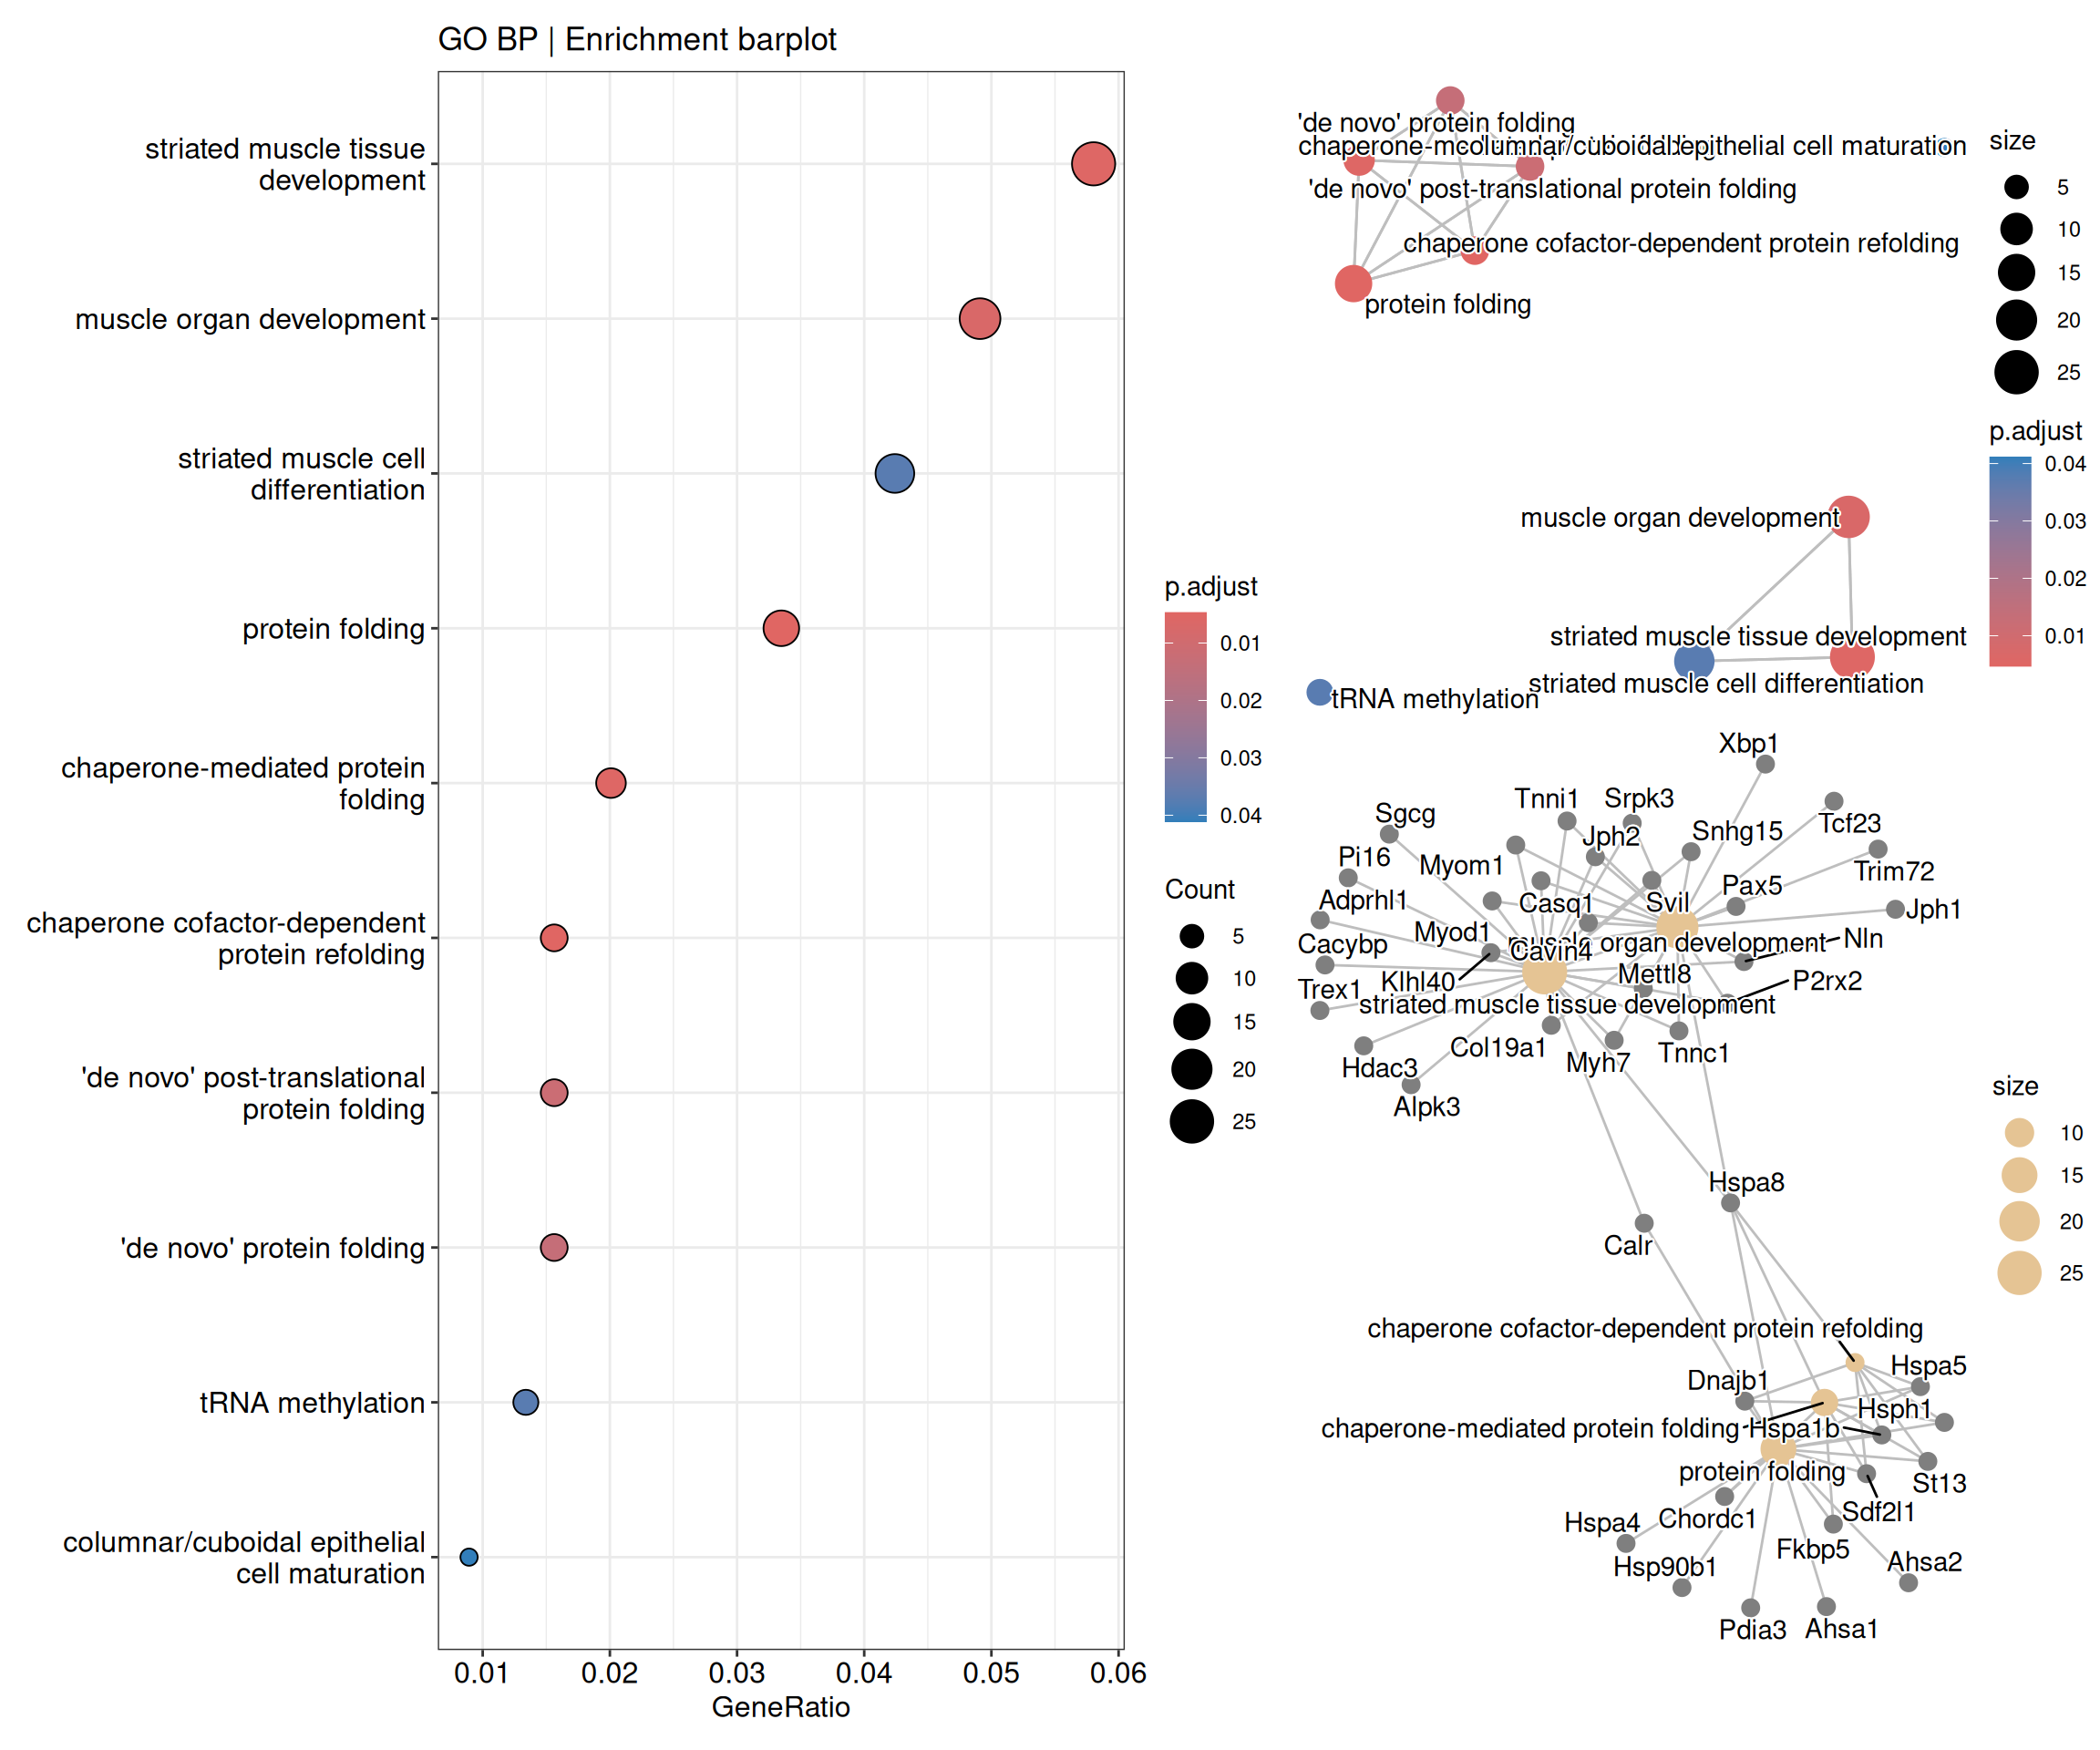 GO BP | Enrichment barplot
striated muscle tissue
development
muscle organ development
striated muscle cell
differentiation
protein folding
chaperone-mediated protein
folding
chaperone cofactor-dependent
protein refolding
'de novo' post-translational
protein folding
'de novo' protein folding
tRNA methylation
columnar/cuboidal epithelial
cell maturation
0.01 0.02 0.03 0.04 0.05 0.06
GeneRatio
p.adjust
0.01
0.02
0.03
0.04
Count
5
10
15
20
25
'de novo' protein folding
epithelial cell maturation
'de novo' post-translational protein folding
chaperone cofactor-dependent protein refolding
protein folding
muscle organ development
striated muscle tissue development
striated muscle cell differentiation
tRNA methylation
size
5
10
15
20
25
p.adjust
0.04
0.03
0.02
0.01
Xbp1
Tnni1
Srpk3
Sgcg
Tcf23
Snhg15
Jph2
Pi16
Myom1
Trim72
Pax5
Adprhl1
Casq1
Svil
Jph1
Myod1
Cacybp
muscle organ development
Nln
Cavin4
Klhl40
Mettl8
P2rx2
Trex1
striated muscle tissue development
Col19a1
Myh7
Tnnc1
Hdac3
Alpk3
Hspa8
Calr
chaperone cofactor-dependent protein refolding
Hspa5
Dnajb1
Hsph1
chaperone-mediated protein folding
Hspa1b
protein folding
St13
Sdf2l1
Hspa4
Chordc1
Fkbp5
Ahsa2
Hsp90b1
Pdia3
Ahsa1
size
10
15
20
25